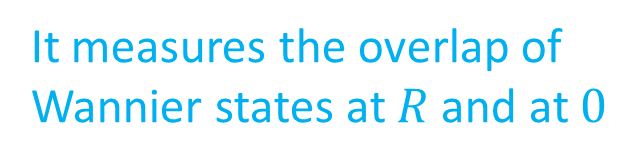 It measures the overlap of
Wannier states at R and at 0